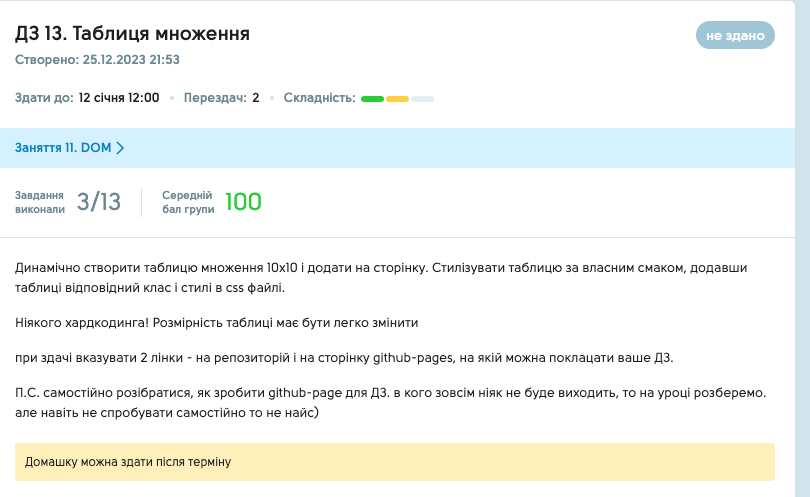 ДЗ 13. Таблиця множення
не здано
Створено: 25.12.2023 21:53
Здати до: 12 січня 12:00 • Перездач: 2 • Складність:
Заняття 11. DOM
Завдання виконали 3/13 Середній бал групи 100
Динамічно створити таблицю множення 10x10 і додати на сторінку. Стилізувати таблицю за власним смаком, додавши
таблиці відповідний клас і стилі в css файлі.
Ніякого хардкодинга! Розмірність таблиці має бути легко змінити
при здачі вказувати 2 лінки - на репозиторій і на сторінку github-pages, на якій можна поклацати ваше ДЗ.
П.С. самостійно розібратися, як зробити github-page для ДЗ. в кого зовсім ніяк не буде виходить, то на уроці розберемо.
але навіть не спробувати самостійно то не найс)
Домашку можна здати після терміну